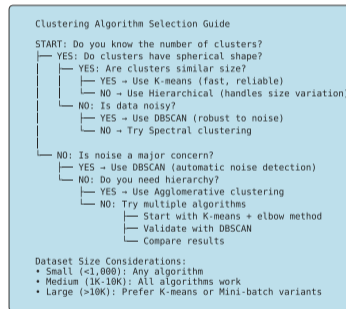 Clustering Algorithm Selection Guide
START: Do you know the number of clusters?
├── YES: Do clusters have spherical shape?
│   ├── YES: Are clusters similar size?
│   │   ├── YES → Use K-means (fast, reliable)
│   │   └── NO → Use Hierarchical (handles size variation)
│   └── NO: Is data noisy?
│       ├── YES → Use DBSCAN (robust to noise)
│       └── NO → Try Spectral clustering
│
└── NO: Is noise a major concern?
    ├── YES → Use DBSCAN (automatic noise detection)
    └── NO: Do you need hierarchy?
        ├── YES → Use Agglomerative clustering
        └── NO: Try multiple algorithms
            ├── Start with K-means + elbow method
            ├── Validate with DBSCAN
            └── Compare results
Dataset Size Considerations:
• Small (<1,000): Any algorithm
• Medium (1K-10K): All algorithms work
• Large (>10K): Prefer K-means or Mini-batch variants